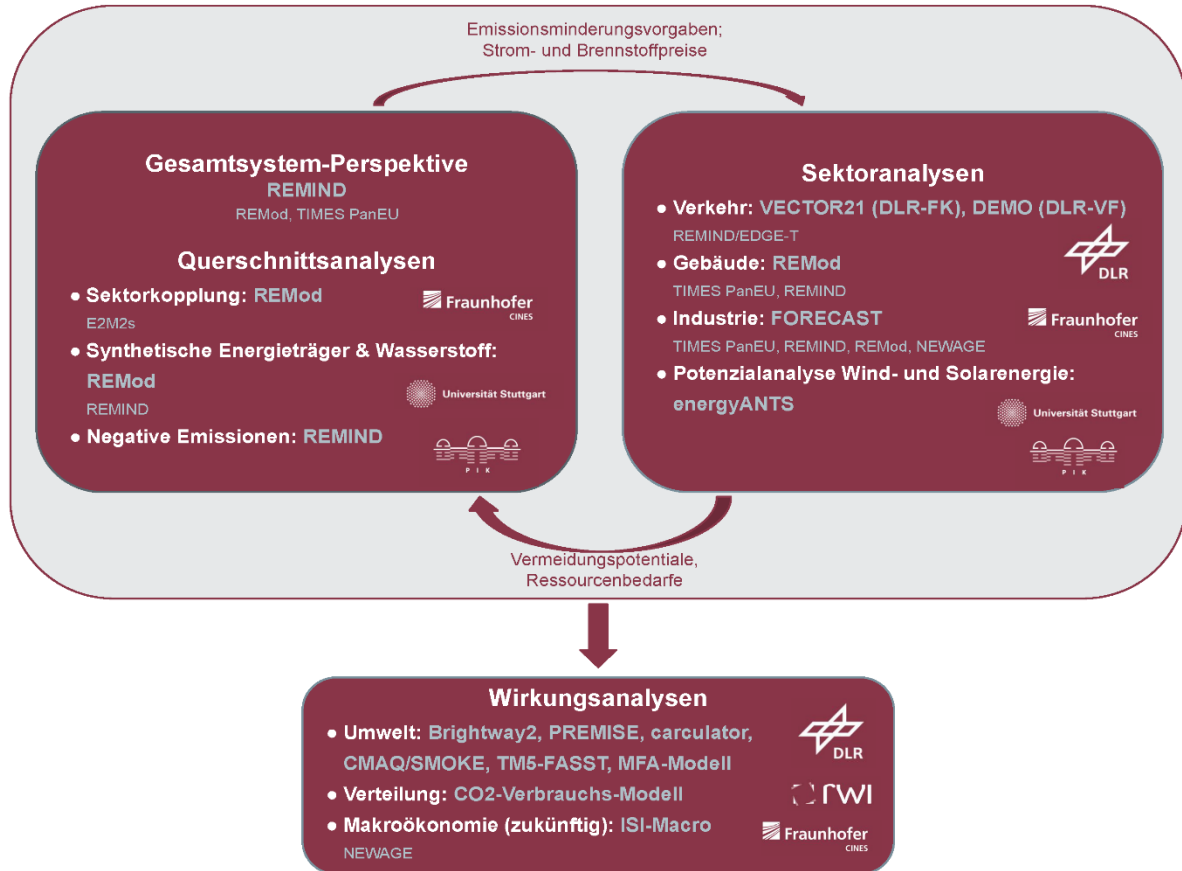 Emissionsminderungsvorgaben;
Strom- und Brennstoffpreise
Gesamtsystem-Perspektive
REMIND
REMod, TIMES PanEU
Querschnittsanalysen
● Sektorkopplung: REMod
E2M2s
● Synthetische Energieträger & Wasserstoff:
REMod
REMIND
● Negative Emissionen: REMIND
Fraunhofer
CINES
Universität Stuttgart
PIK
Sektoranalysen
● Verkehr: VECTOR21 (DLR-FK), DEMO (DLR-VF)
REMIND/EDGE-T
● Gebäude: REMod
TIMES PanEU, REMIND
● Industrie: FORECAST
TIMES PanEU, REMIND, REMod, NEWAGE
● Potenzialanalyse Wind- und Solarenergie:
energyANTS
DLR
Fraunhofer
CINES
Universität Stuttgart
PIK
Vermeidungspotentiale,
Ressourcenbedarfe
Wirkungsanalysen
● Umwelt: Brightway2, PREMISE, carculator,
CMAQ/SMOKE, TM5-FASST, MFA-Modell
● Verteilung: CO2-Verbrauchs-Modell
● Makroökonomie (zukünftig): ISI-Macro
NEWAGE
DLR
rwi
Fraunhofer
CINES